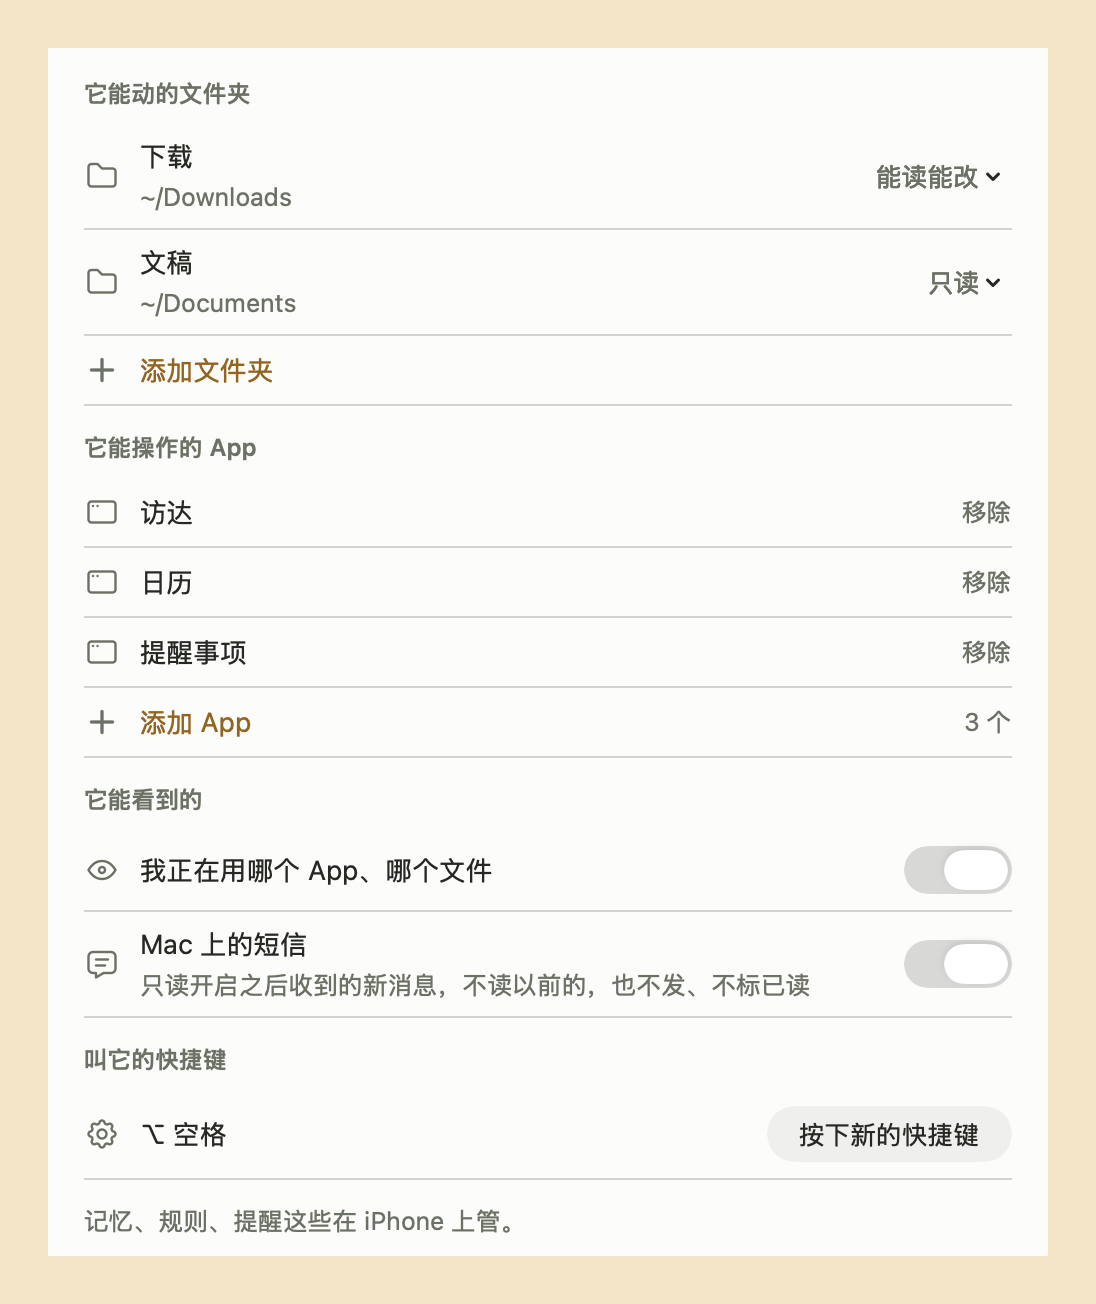 它能动的文件夹
下载
~/Downloads
能读能改
文稿
~/Documents
只读
添加文件夹
它能操作的 App
访达
移除
日历
移除
提醒事项
移除
添加 App
3 个
它能看到的
我正在用哪个 App、哪个文件
Mac 上的短信
只读开启之后收到的新消息，不读以前的，也不发、不标已读
叫它的快捷键
⌥ 空格
按下新的快捷键
记忆、规则、提醒这些在 iPhone 上管。